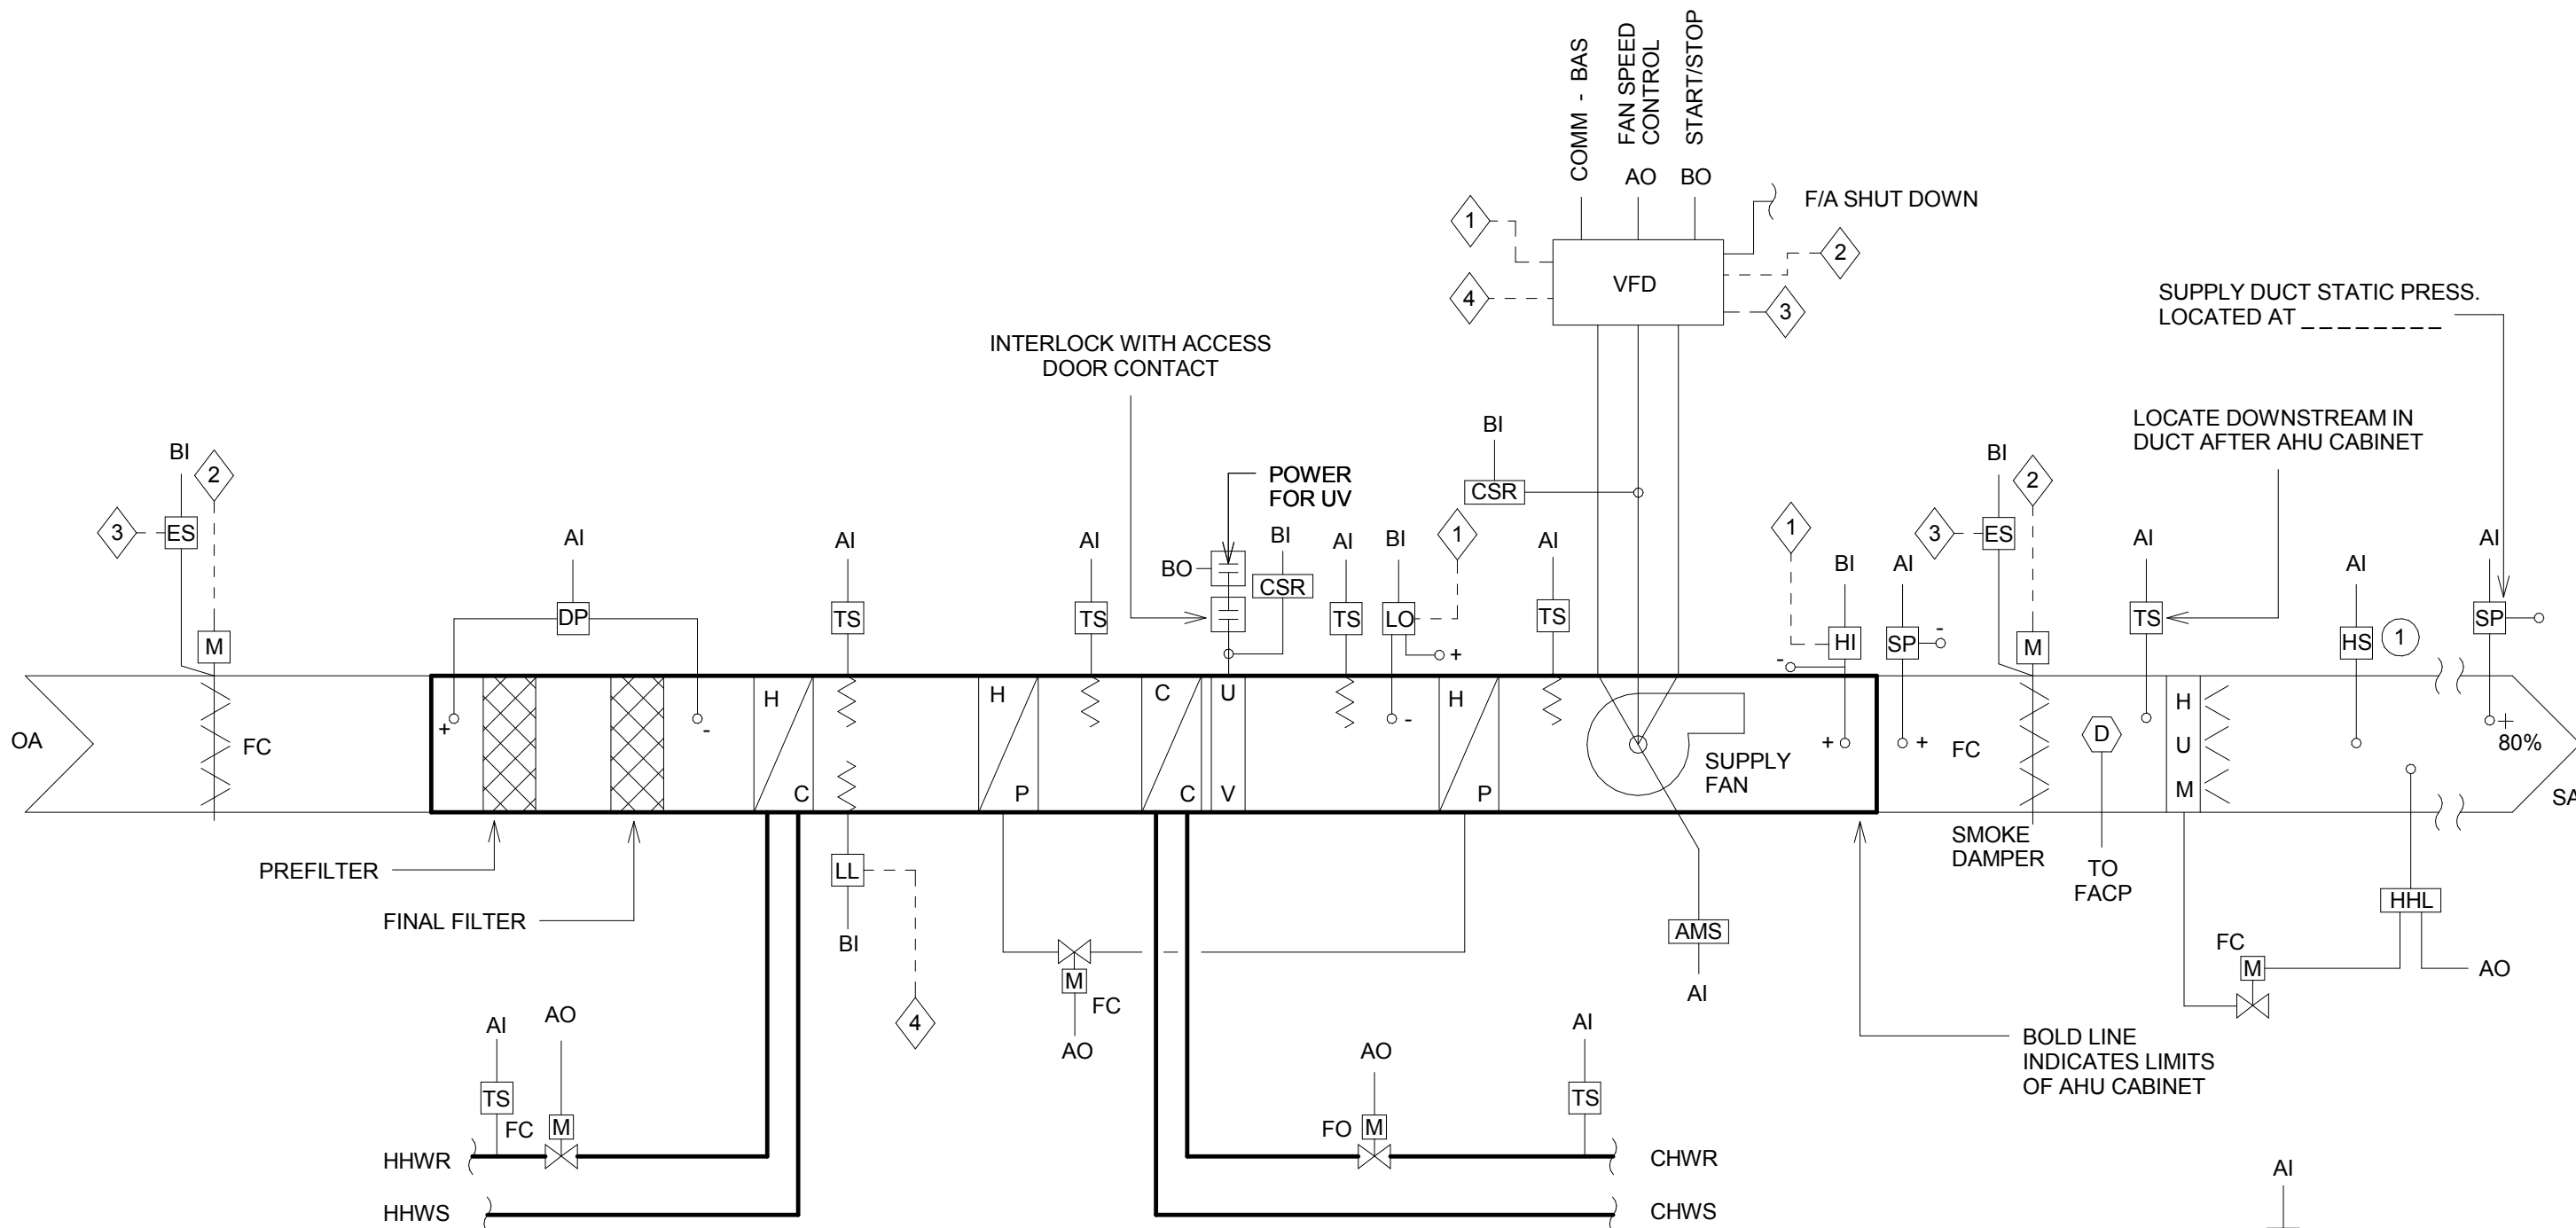 COMM - BAS
FAN SPEED
CONTROL
START/STOP
AO
BO
F/A SHUT DOWN
1
4
VFD
2
3
SUPPLY DUCT STATIC PRESS.
LOCATED AT _ _ _ _ _ _ _ _
INTERLOCK WITH ACCESS
DOOR CONTACT
LOCATE DOWNSTREAM IN
DUCT AFTER AHU CABINET
BI
CSR
POWER
FOR UV
BI
2
3
ES
AI
DP
M
AI
TS
AI
TS
BO
BI
CSR
AI
TS
BI
LO
1
+
AI
TS
1
BI
HI
-
AI
SP
-
BI
2
3
ES
M
AI
TS
AI
HS
1
AI
SP
OA
FC
+
-
H
C
H
P
C
C
U
V
-
H
P
SUPPLY
FAN
+
+
FC
D
H
U
M
+
80%
SA
PREFILTER
FINAL FILTER
LL
BI
4
M
FC
AO
AMS
AI
SMOKE
DAMPER
TO
FACP
HHL
FC
M
AO
BOLD LINE
INDICATES LIMITS
OF AHU CABINET
AI
TS
AO
FC
M
HHWR
HHWS
AO
FO
M
AI
TS
CHWR
CHWS
AI